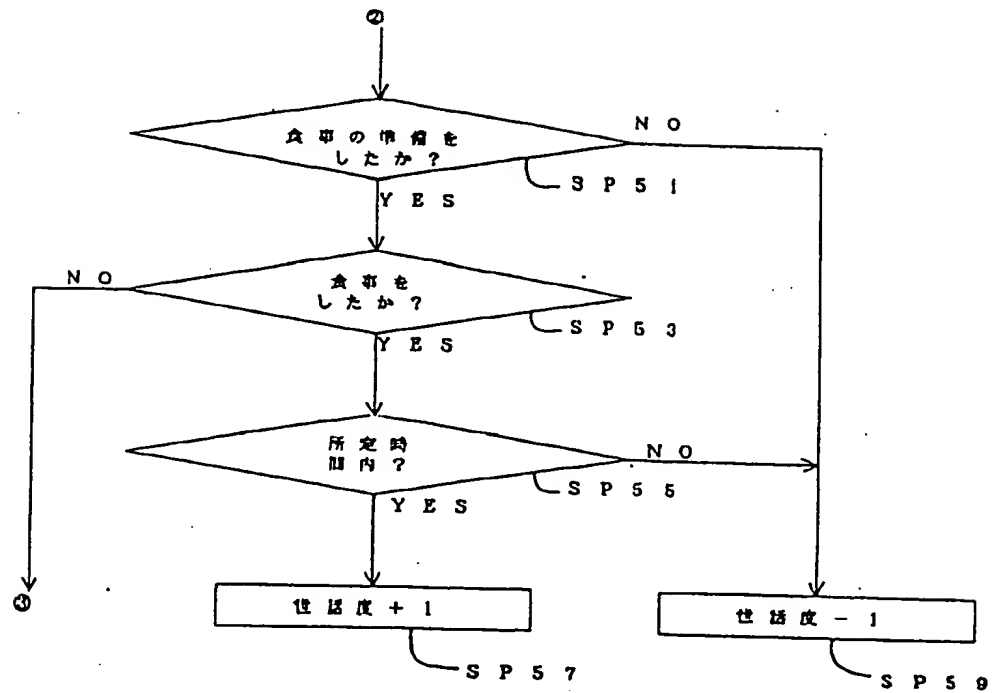 ②
食事の準備を
したか？
NO
SP51
YES
食事を
したか？
NO
SP53
YES
所定時
間内？
NO
SP55
YES
③
世話度＋1
世話度－1
SP57
SP59